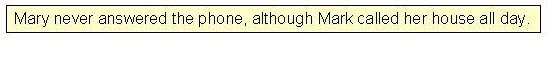 Mary never answered the phone, although Mark called her house all day.